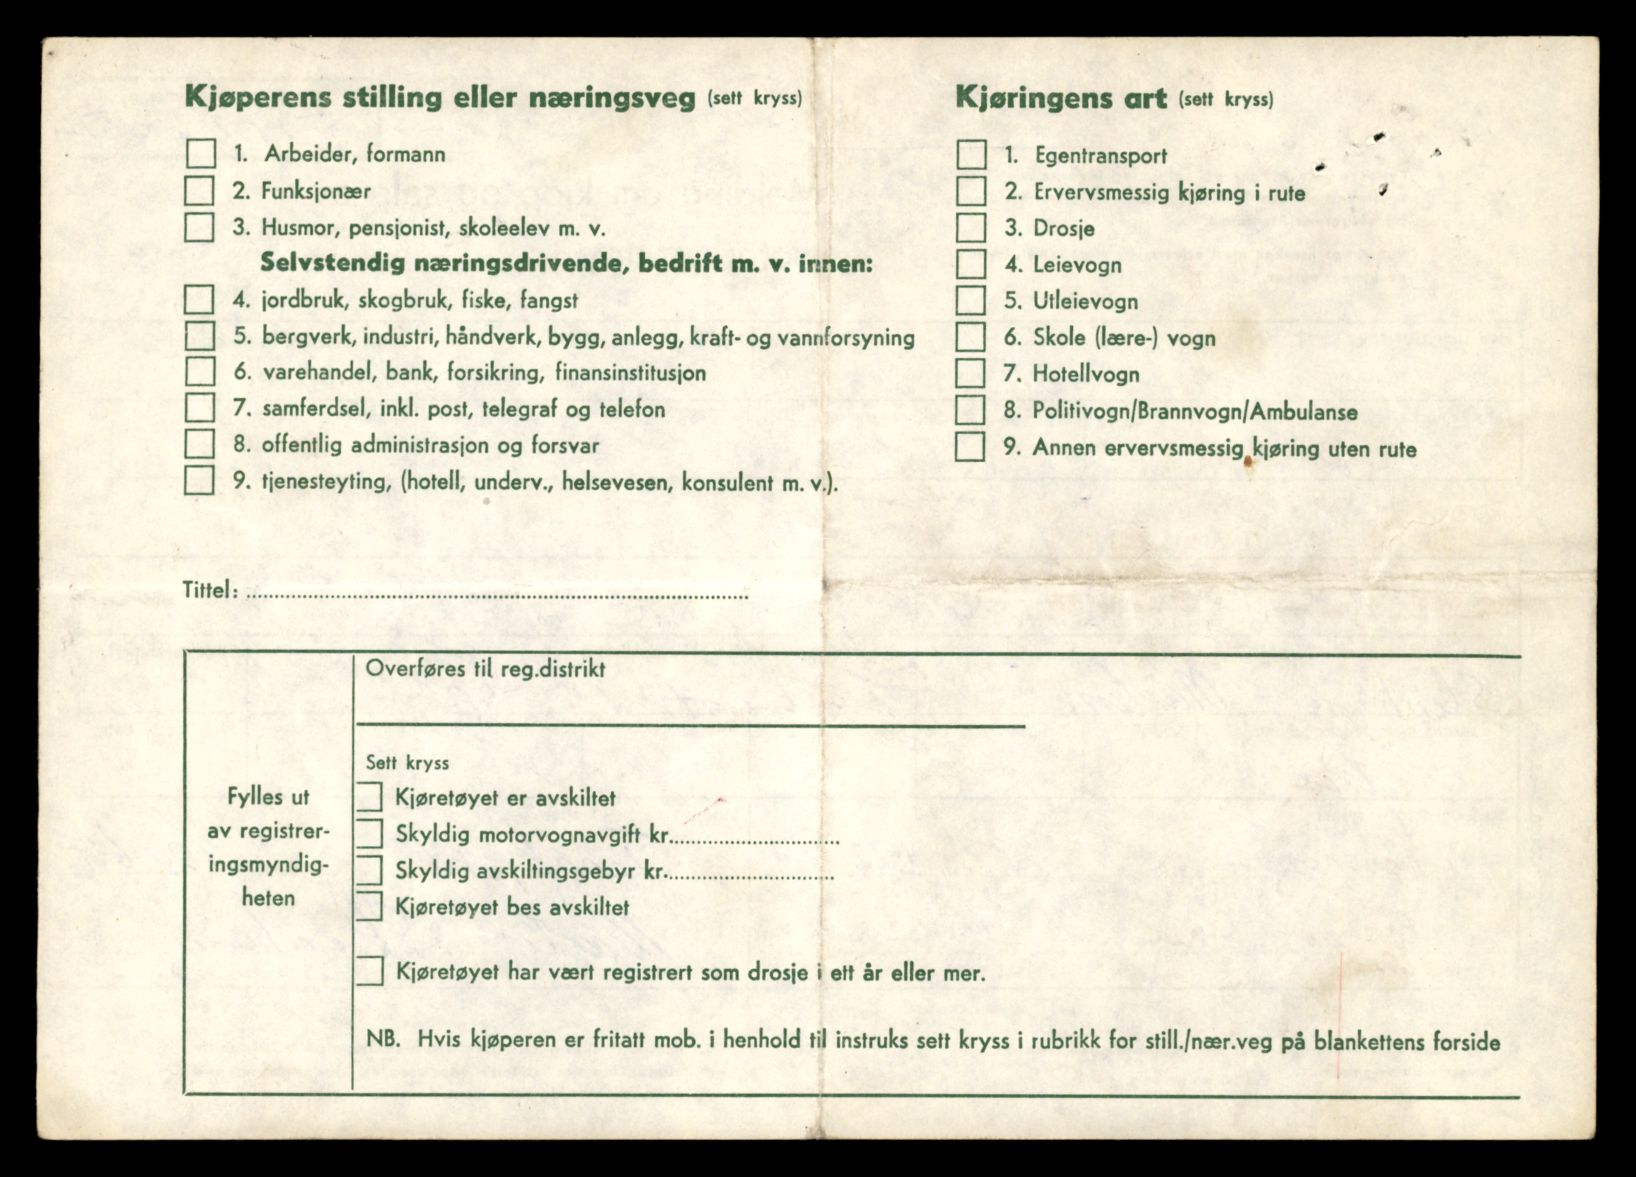 Kjøperens stilling eller næringsveg (sett kryss)
1. Arbeider, formann
2. Funksjonær
3. Husmor, pensjonist, skoleelev m. v.
Selvstendig næringsdrivende, bedrift m. v. innen:
4. jordbruk, skogbruk, fiske, fangst
5. bergverk, industri, håndverk, bygg, anlegg, kraft- og vannforsyning
6. varehandel, bank, forsikring, finansinstitusjon
7. samferdsel, inkl. post, telegraf og telefon
8. offentlig administrasjon og forsvar
9. tjenesteyting, (hotell, underv., helsevesen, konsulent m. v.).
Kjøringens art (sett kryss)
1. Egentransport
2. Ervervsmessig kjøring i rute
3. Drosje
4. Leievogn
5. Utleievogn
6. Skole (lære-) vogn
7. Hotellvogn
8. Politivogn/Brannvogn/Ambulanse
9. Annen ervervsmessig kjøring uten rute
Tittel:
Fylles ut
av registrer-
ingsmyndig-
heten
Overføres til reg.distrikt
Sett kryss
Kjøretøyet er avskiltet
Skyldig motorvognavgift kr.
Skyldig avskiltingsgebyr kr.
Kjøretøyet bes avskiltet
Kjøretøyet har vært registrert som drosje i ett år eller mer.
NB. Hvis kjøperen er fritatt mob. i henhold til instruks sett kryss i rubrikk for still./nær.veg på blankettens forside